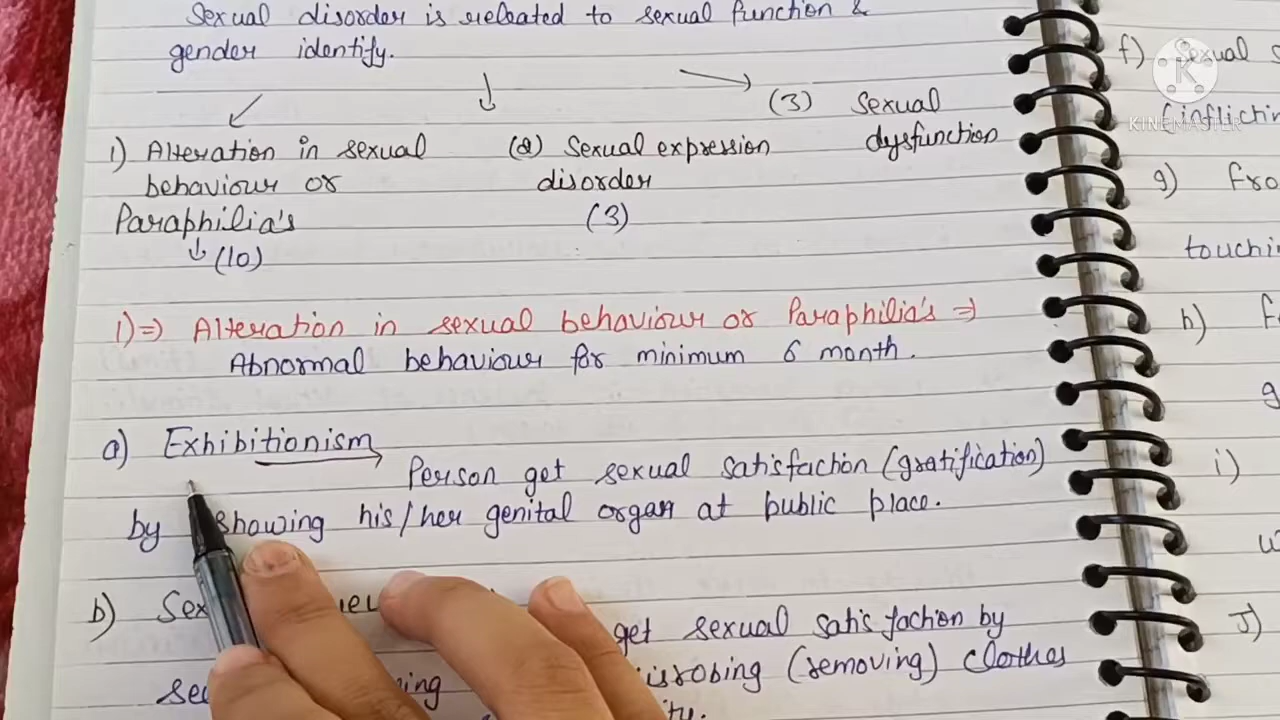 Sexual disorder is releated to sexual function &
gender identify.
1) Alteration in sexual
behaviour or
Paraphilia's
↓ (10)
(2) Sexual expression
disorder
(3)
(3) Sexual
dysfunction
1)⇒ Alteration in sexual behaviour or Paraphilia's ⇒
Abnormal behaviour for minimum 6 month.
a) Exhibitionism → Person get sexual satisfaction (gratification)
by showing his/her genital organ at public place.
b)
get sexual satisfaction by
(removing) clothes
f) Sexual
g)
h)
i)
J)
KINEMASTER